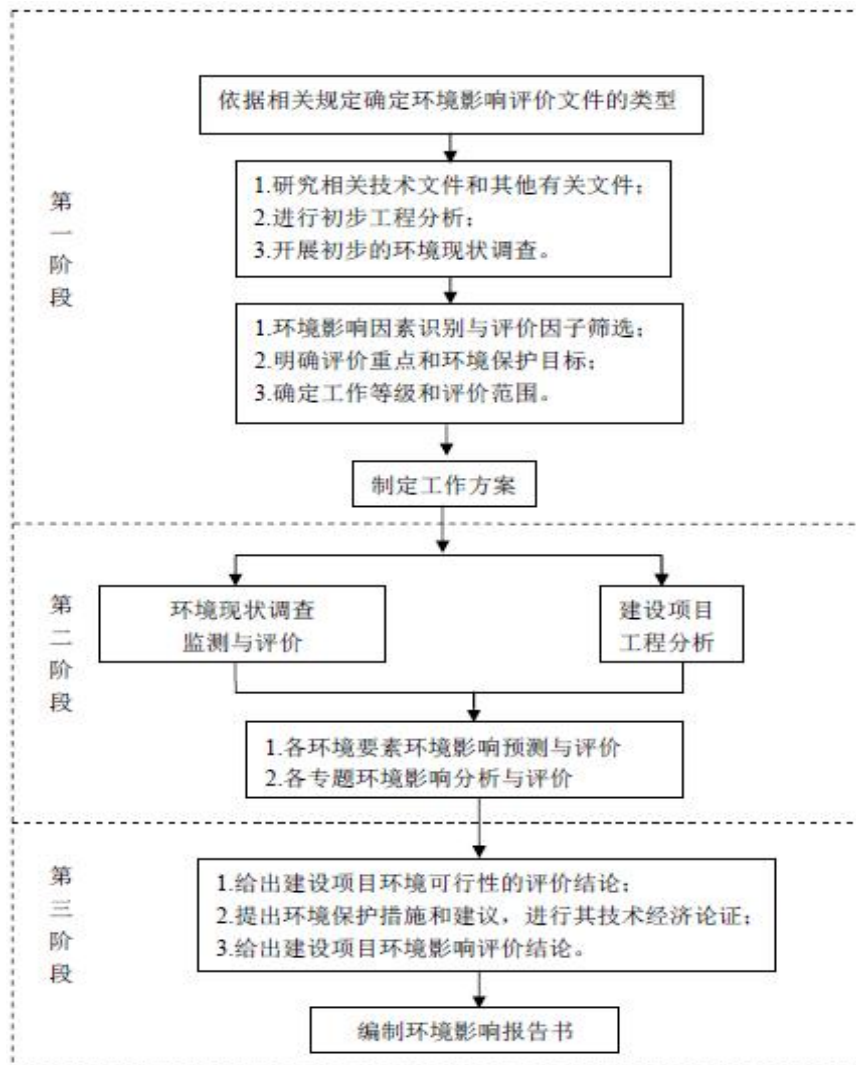 依据相关规定确定环境影响评价文件的类型
1.研究相关技术文件和其他有关文件；
2.进行初步工程分析；
3.开展初步的环境现状调查。
第一阶段
1.环境影响因素识别与评价因子筛选；
2.明确评价重点和环境保护目标；
3.确定工作等级和评价范围。
制定工作方案
第二阶段
环境现状调查
监测与评价
建设项目
工程分析
1.各环境要素环境影响预测与评价
2.各专题环境影响分析与评价
第三阶段
1.给出建设项目环境可行性的评价结论；
2.提出环境保护措施和建议，进行其技术经济论证；
3.给出建设项目环境影响评价结论。
编制环境影响报告书